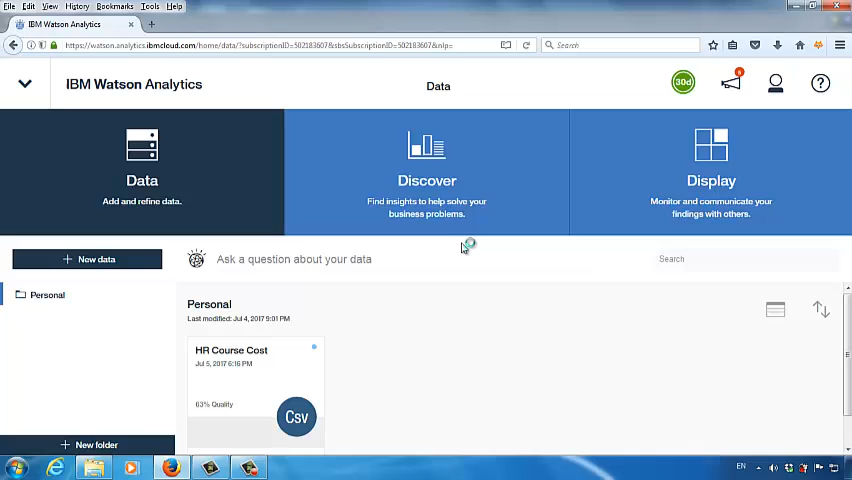 File Edit View History Bookmarks Tools Help
IBM Watson Analytics
https://watson.analytics.ibmcloud.com/home/data/?subscriptionID=502183607&sbsSubscriptionID=502183607&nlp=
Search
IBM Watson Analytics
Data
30d
Data
Add and refine data.
Discover
Find insights to help solve your
business problems.
Display
Monitor and communicate your
findings with others.
+ New data
Ask a question about your data
Search
Personal
Personal
Last modified: Jul 4, 2017 9:01 PM
HR Course Cost
Jul 5, 2017 6:16 PM
63% Quality
Csv
+ New folder
EN